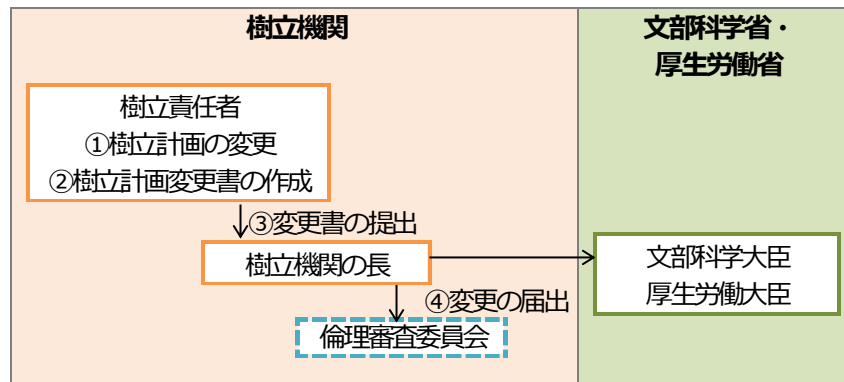 樹立機関
文部科学省・
厚生労働省
樹立責任者
①樹立計画の変更
②樹立計画変更書の作成
③変更書の提出
樹立機関の長
文部科学大臣
厚生労働大臣
④変更の届出
倫理審査委員会